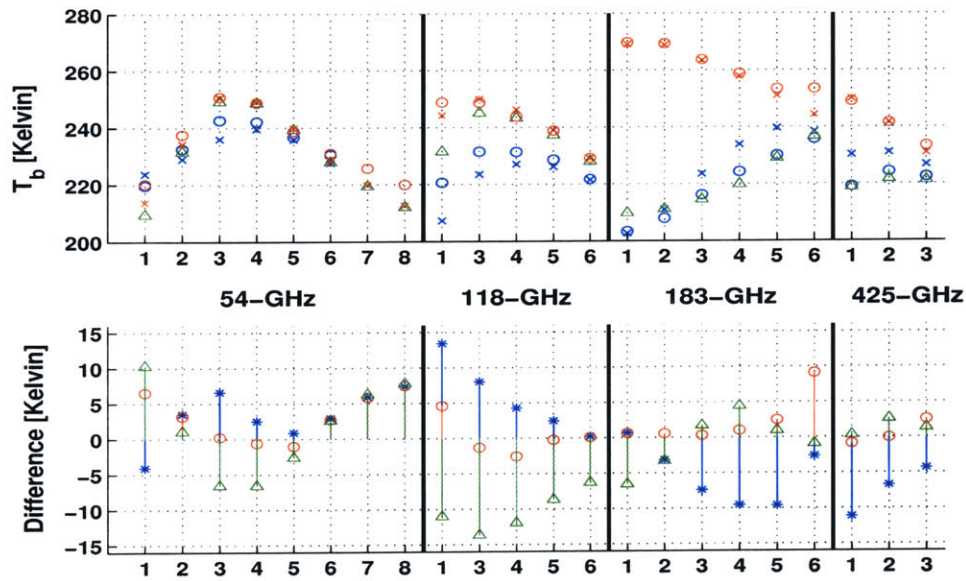 280
260
240
220
200
T_b [Kelvin]
1 2 3 4 5 6 7 8 1 3 4 5 6 1 2 3 4 5 6 1 2 3
54-GHz 118-GHz 183-GHz 425-GHz
15
10
5
0
-5
-10
-15
Difference [Kelvin]
1 2 3 4 5 6 7 8 1 3 4 5 6 1 2 3 4 5 6 1 2 3